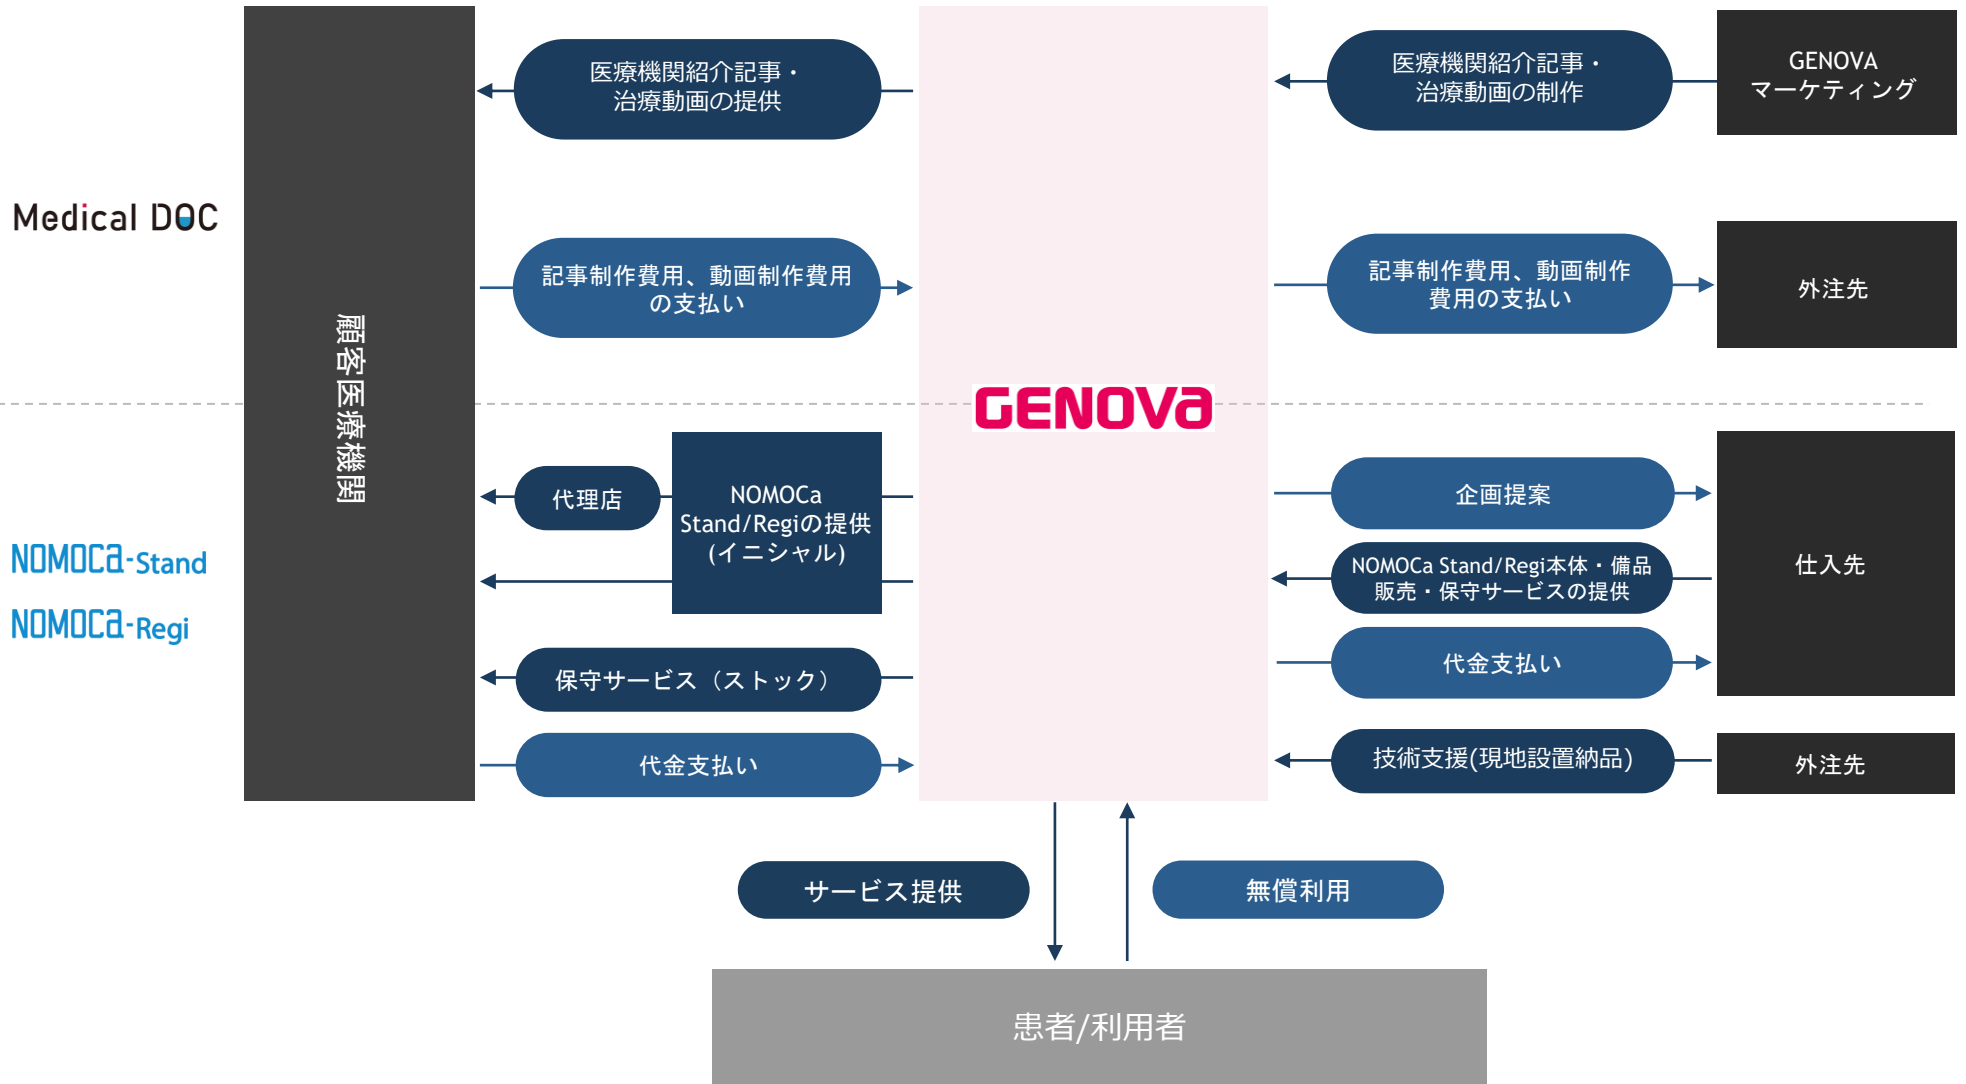 医療機関紹介記事・
治療動画の提供
医療機関紹介記事・
治療動画の制作
GENOVA
マーケティング
Medical DOC
記事制作費用、動画制作費用
の支払い
記事制作費用、動画制作
費用の支払い
外注先
顧客医療機関
GENOVA
代理店
NOMOCa
Stand/Regiの提供
(イニシャル)
企画提案
NOMOCa-Stand
NOMOCa-Regi
NOMOCa Stand/Regi本体・備品
販売・保守サービスの提供
仕入先
保守サービス（ストック）
代金支払い
代金支払い
技術支援(現地設置納品)
外注先
サービス提供
無償利用
患者/利用者